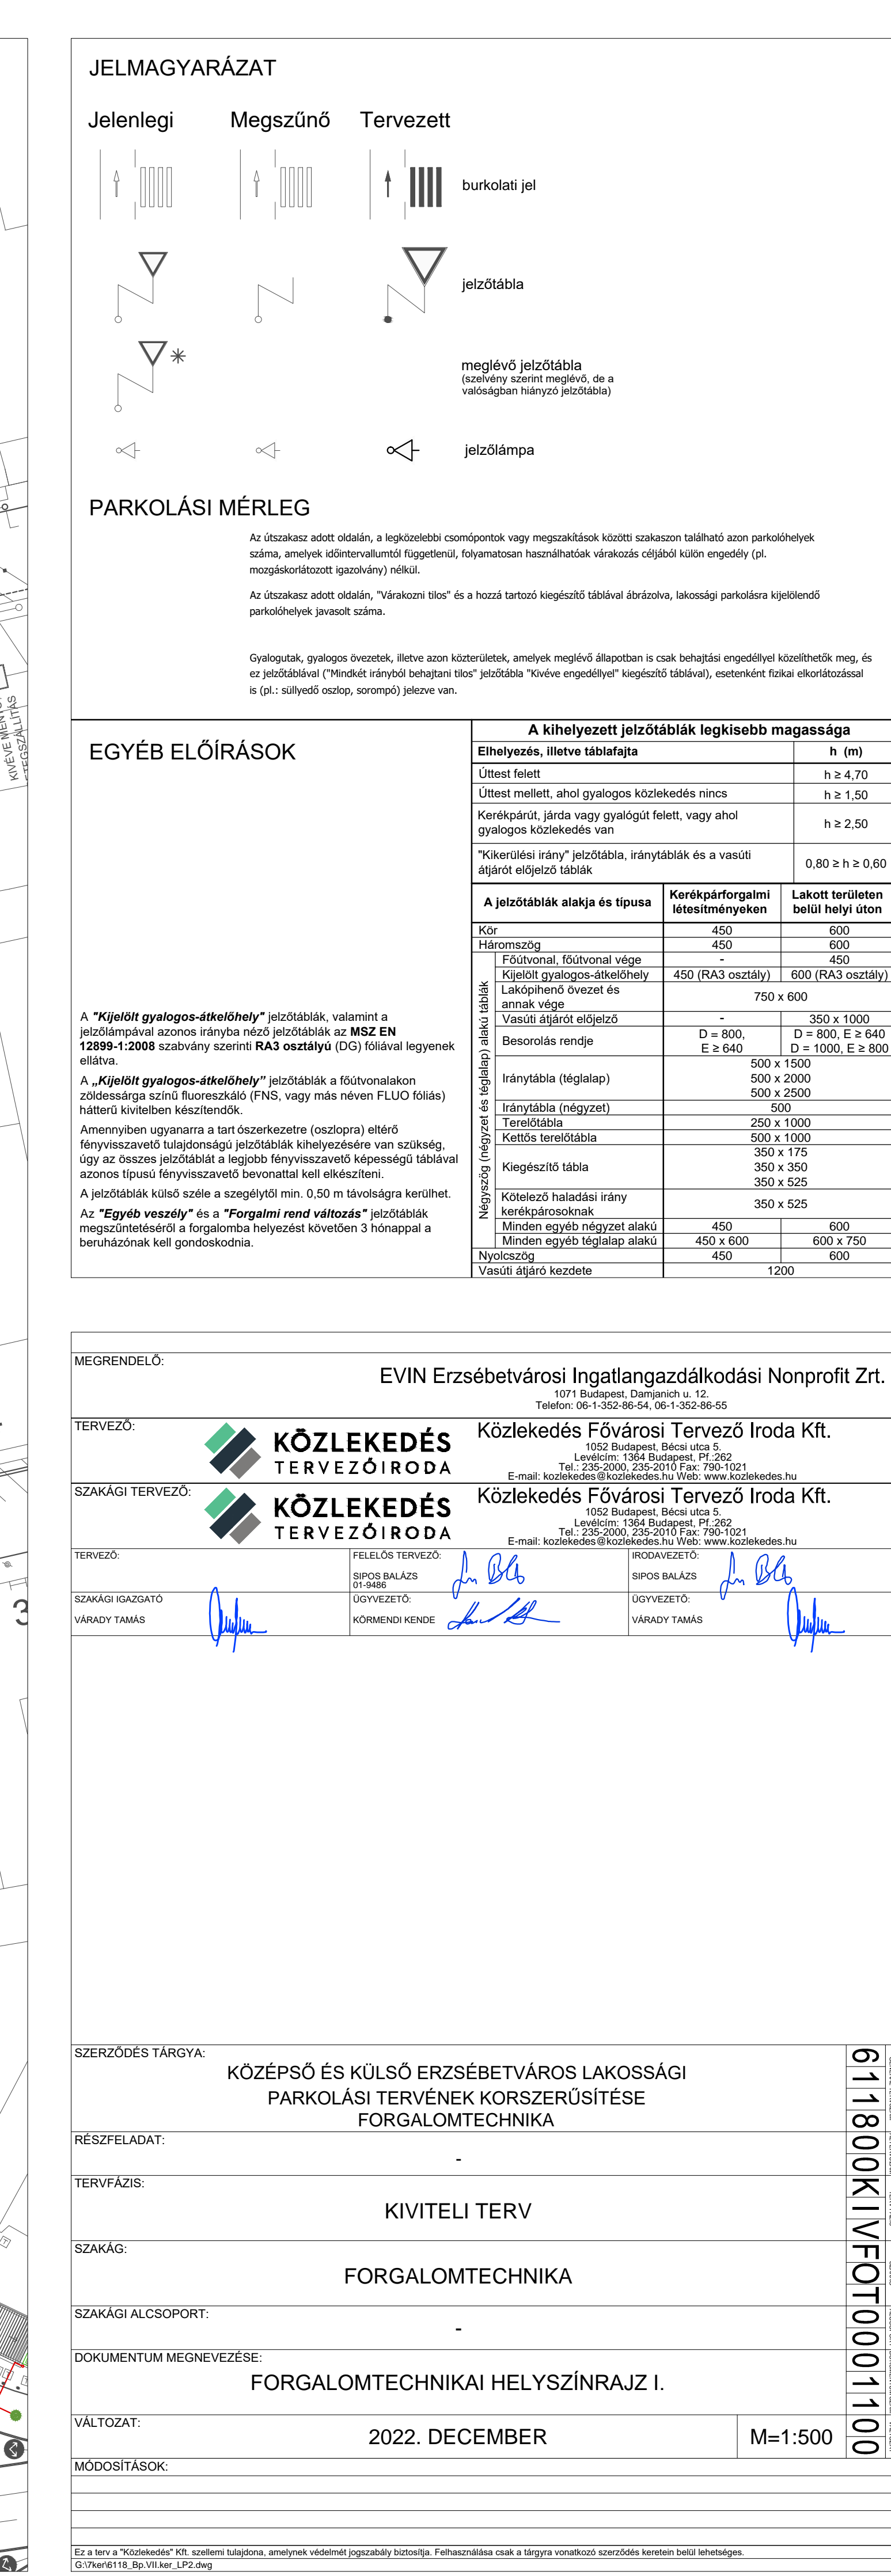 JELMAGYARÁZAT
Jelenlegi Megszűnő Tervezett
burkolati jel
jelzőtábla
meglévő jelzőtábla
(szelvény szerint meglévő, de a
valóságban hiányzó jelzőtábla)
jelzőlámpa
PARKOLÁSI MÉRLEG
Az útszakasz adott oldalán, a legközelebbi csomópontok vagy megszakítások közötti szakaszon található azon parkolóhelyek
száma, amelyek időintervallumtól függetlenül, folyamatosan használhatóak várakozás céljából külön engedély (pl.
mozgáskorlátozott igazolvány) nélkül.
Az útszakasz adott oldalán, "Várakozni tilos" és a hozzá tartozó kiegészítő táblával ábrázolva, lakossági parkolásra kijelölendő
parkolóhelyek javasolt száma.
Gyalogutak, gyalogos övezetek, illetve azon közterületek, amelyek meglévő állapotban is csak behajtási engedéllyel közelíthetők meg, és
ez jelzőtáblával ("Mindkét irányból behajtani tilos" jelzőtábla "Kivéve engedéllyel" kiegészítő táblával), esetenként fizikai elkorlátozással
is (pl.: süllyedő oszlop, sorompó) jelezve van.
EGYÉB ELŐÍRÁSOK
A "Kijelölt gyalogos-átkelőhely" jelzőtáblák, valamint a
jelzőlámpával azonos irányba néző jelzőtáblák az MSZ EN
12899-1:2008 szabvány szerinti RA3 osztályú (DG) fóliával legyenek
ellátva.
A „Kijelölt gyalogos-átkelőhely” jelzőtáblák a főútvonalakon
zöldessárga színű fluoreszkáló (FNS, vagy más néven FLUO fóliás)
hátterű kivitelben készítendők.
Amennyiben ugyanarra a tart ószerkezetre (oszlopra) eltérő
fényvisszavető tulajdonságú jelzőtáblák kihelyezésére van szükség,
úgy az összes jelzőtáblát a legjobb fényvisszavető képességű táblával
azonos típusú fényvisszavető bevonattal kell elkészíteni.
A jelzőtáblák külső széle a szegélytől min. 0,50 m távolságra kerülhet.
Az "Egyéb veszély" és a "Forgalmi rend változás" jelzőtáblák
megszűntetéséről a forgalomba helyezést követően 3 hónappal a
beruházónak kell gondoskodnia.
A kihelyezett jelzőtáblák legkisebb magassága
Elhelyezés, illetve táblafajta h (m)
Úttest felett h ≥ 4,70
Úttest mellett, ahol gyalogos közlekedés nincs h ≥ 1,50
Kerékpárút, járda vagy gyalógút felett, vagy ahol
gyalogos közlekedés van h ≥ 2,50
"Kikerülési irány" jelzőtábla, iránytáblák és a vasúti
átjárót előjelző táblák 0,80 ≥ h ≥ 0,60
A jelzőtáblák alakja és típusa Kerékpárforgalmi Lakott területen
létesítményeken belül helyi úton
Kör 450 600
Háromszög 450 600
Négyszög (négyzet és téglalap) alakú táblák
Főútvonal, főútvonal vége - 450
Kijelölt gyalogos-átkelőhely 450 (RA3 osztály) 600 (RA3 osztály)
Lakópihenő övezet és
annak vége 750 x 600
Vasúti átjárót előjelző - 350 x 1000
Besorolás rendje D = 800, D = 800, E ≥ 640
E ≥ 640 D = 1000, E ≥ 800
500 x 1500
Iránytábla (téglalap) 500 x 2000
500 x 2500
Iránytábla (négyzet) 500
Terelőtábla 250 x 1000
Kettős terelőtábla 500 x 1000
350 x 175
Kiegészítő tábla 350 x 350
350 x 525
Kötelező haladási irány
kerékpárosoknak 350 x 525
Minden egyéb négyzet alakú 450 600
Minden egyéb téglalap alakú 450 x 600 600 x 750
Nyolcszög 450 600
Vasúti átjáró kezdete 1200
MEGRENDELŐ:
EVIN Erzsébetvárosi Ingatlangazdálkodási Nonprofit Zrt.
1071 Budapest, Damjanich u. 12.
Telefon: 06-1-352-86-54, 06-1-352-86-55
TERVEZŐ:
KÖZLEKEDÉS
TERVEZŐIRODA
Közlekedés Fővárosi Tervező Iroda Kft.
1052 Budapest, Bécsi utca 5.
Levélcím: 1364 Budapest, Pf.:262
Tel.: 235-2000, 235-2010 Fax: 790-1021
E-mail: kozlekedes@kozlekedes.hu Web: www.kozlekedes.hu
SZAKÁGI TERVEZŐ:
KÖZLEKEDÉS
TERVEZŐIRODA
Közlekedés Fővárosi Tervező Iroda Kft.
1052 Budapest, Bécsi utca 5.
Levélcím: 1364 Budapest, Pf.:262
Tel.: 235-2000, 235-2010 Fax: 790-1021
E-mail: kozlekedes@kozlekedes.hu Web: www.kozlekedes.hu
TERVEZŐ: FELELŐS TERVEZŐ: IRODAVEZETŐ:
SIPOS BALÁZS SIPOS BALÁZS
01-9486
SZAKÁGI IGAZGATÓ ÜGYVEZETŐ: ÜGYVEZETŐ:
VÁRADY TAMÁS KÖRMENDI KENDE VÁRADY TAMÁS
SZERZŐDÉS TÁRGYA:
KÖZÉPSŐ ÉS KÜLSŐ ERZSÉBETVÁROS LAKOSSÁGI
PARKOLÁSI TERVÉNEK KORSZERŰSÍTÉSE
FORGALOMTECHNIKA
RÉSZFELADAT:
-
TERVFÁZIS:
KIVITELI TERV
SZAKÁG:
FORGALOMTECHNIKA
SZAKÁGI ALCSOPORT:
-
DOKUMENTUM MEGNEVEZÉSE:
FORGALOMTECHNIKAI HELYSZÍNRAJZ I.
VÁLTOZAT:
2022. DECEMBER M=1:500
611800KIVFOT0001100
MÓDOSÍTÁSOK:
Ez a terv a "Közlekedés" Kft. szellemi tulajdona, amelynek védelmét jogszabály biztosítja. Felhasználása csak a tárgyra vonatkozó szerződés keretein belül lehetséges.
G:\7ker\6118_Bp.VII.ker_LP2.dwg